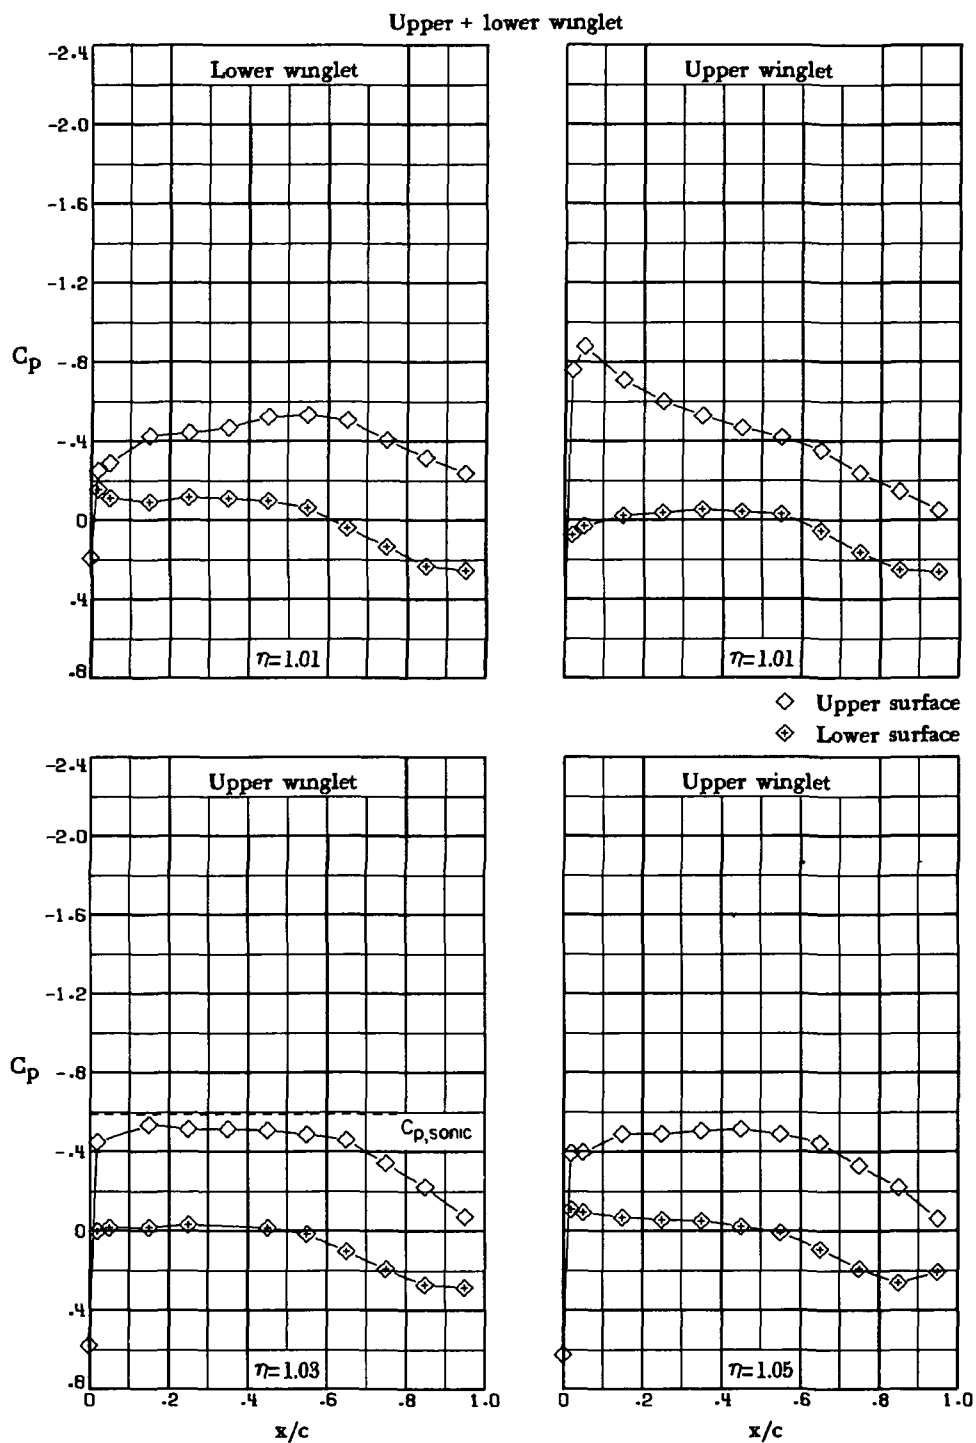 Upper + lower winglet
Lower winglet
Upper winglet
-2.4
-2.0
-1.6
-1.2
-.8
-.4
0
.4
.8
Cp
η=1.01
η=1.01
Upper surface
Lower surface
Upper winglet
Upper winglet
-2.4
-2.0
-1.6
-1.2
-.8
-.4
0
.4
.8
Cp
Cp,sonic
η=1.03
η=1.05
0 .2 .4 .6 .8 1.0
0 .2 .4 .6 .8 1.0
x/c
x/c